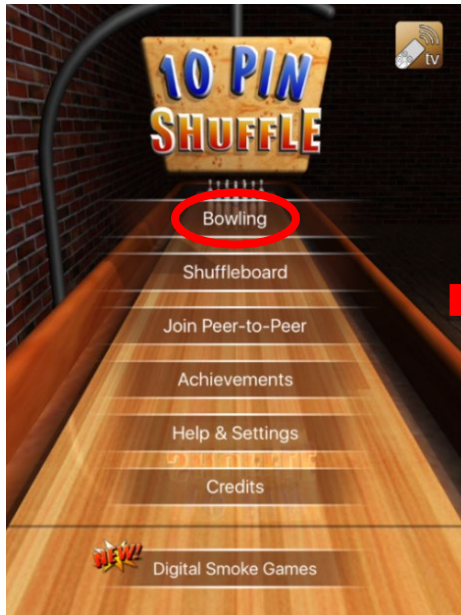 tv
10 PIN
SHUFFLE
Bowling
Shuffleboard
Join Peer-to-Peer
Achievements
Help & Settings
Credits
NEW!
Digital Smoke Games